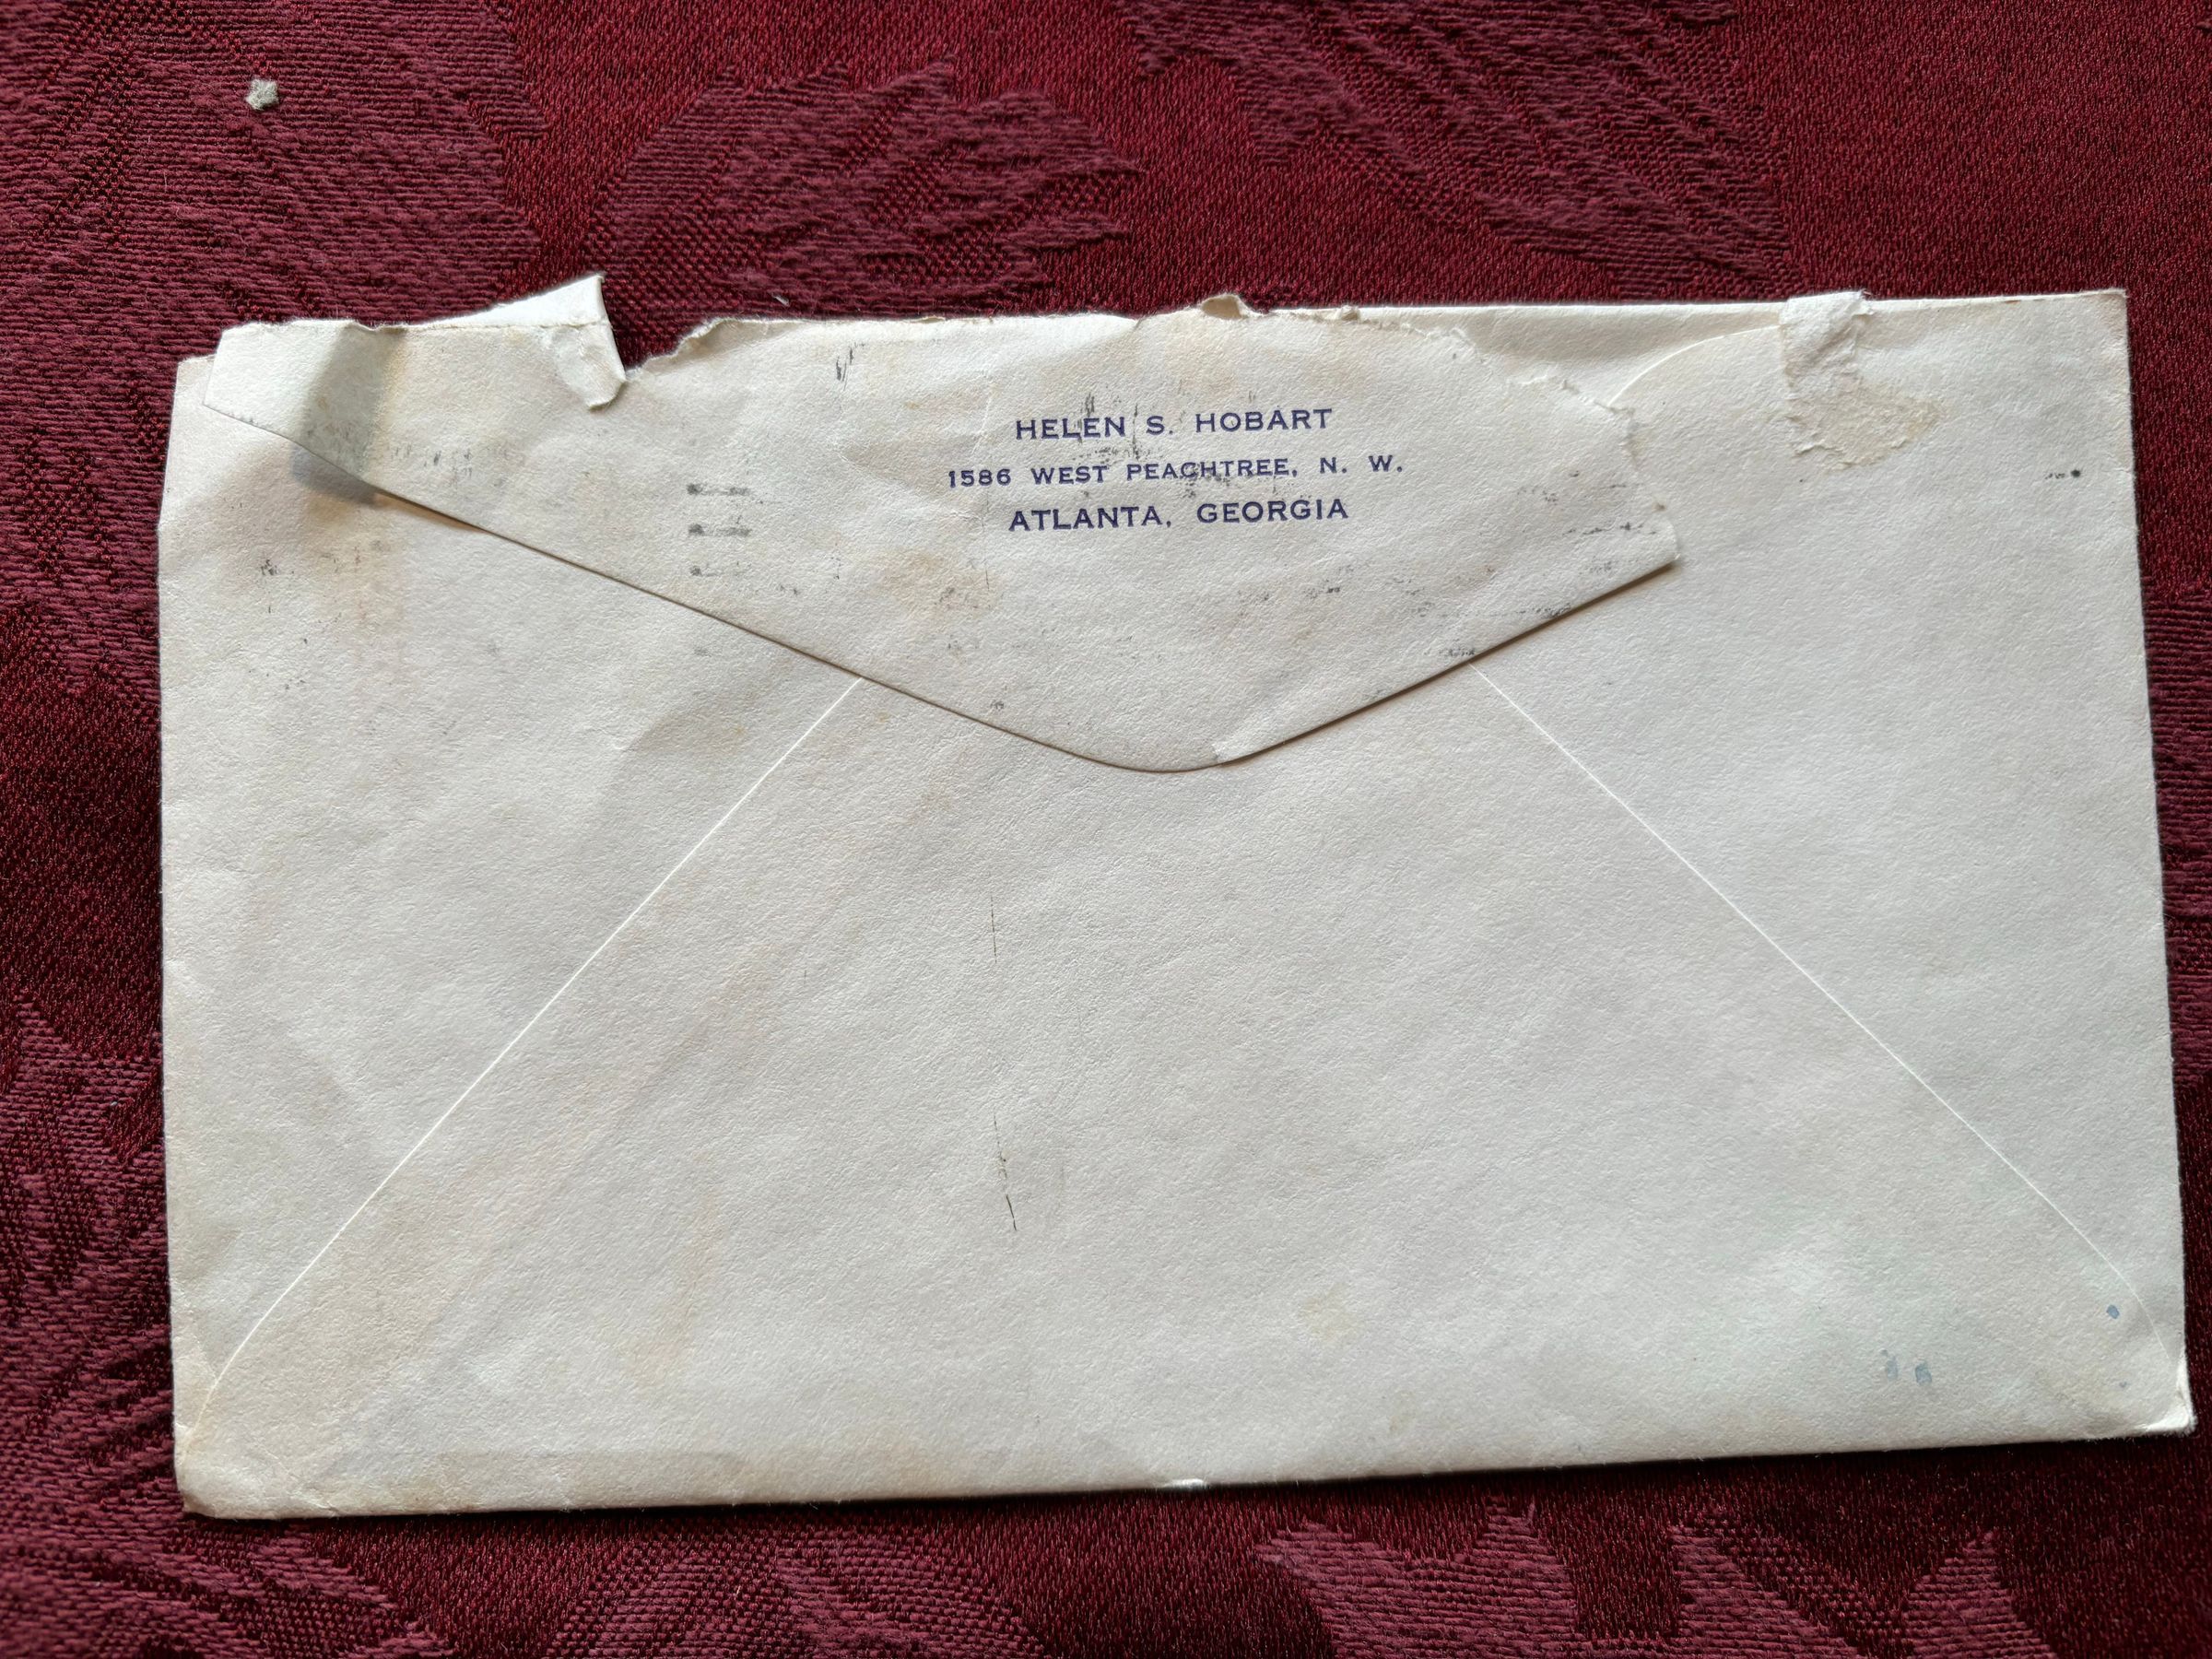 HELEN S. HOBART
1586 WEST PEACHTREE, N. W.
ATLANTA, GEORGIA